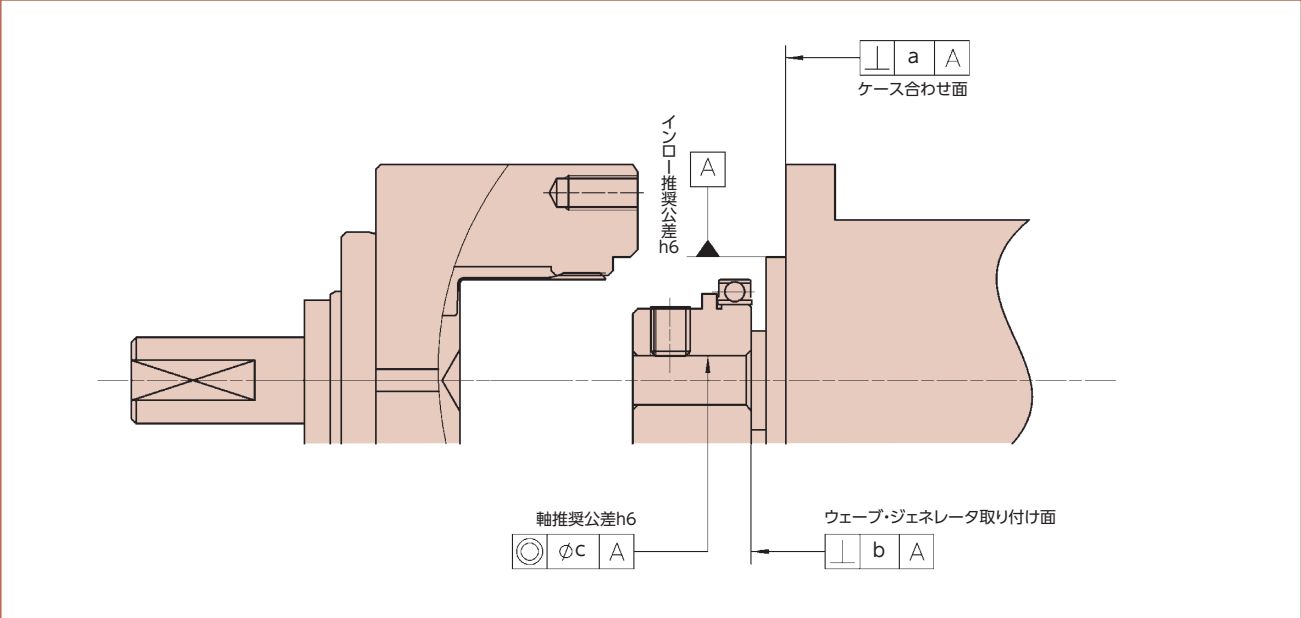 ⊥ a A
ケース合わせ面
インロー推奨公差h6
A
軸推奨公差h6
◎ φc A
ウェーブ・ジェネレータ取り付け面
⊥ b A